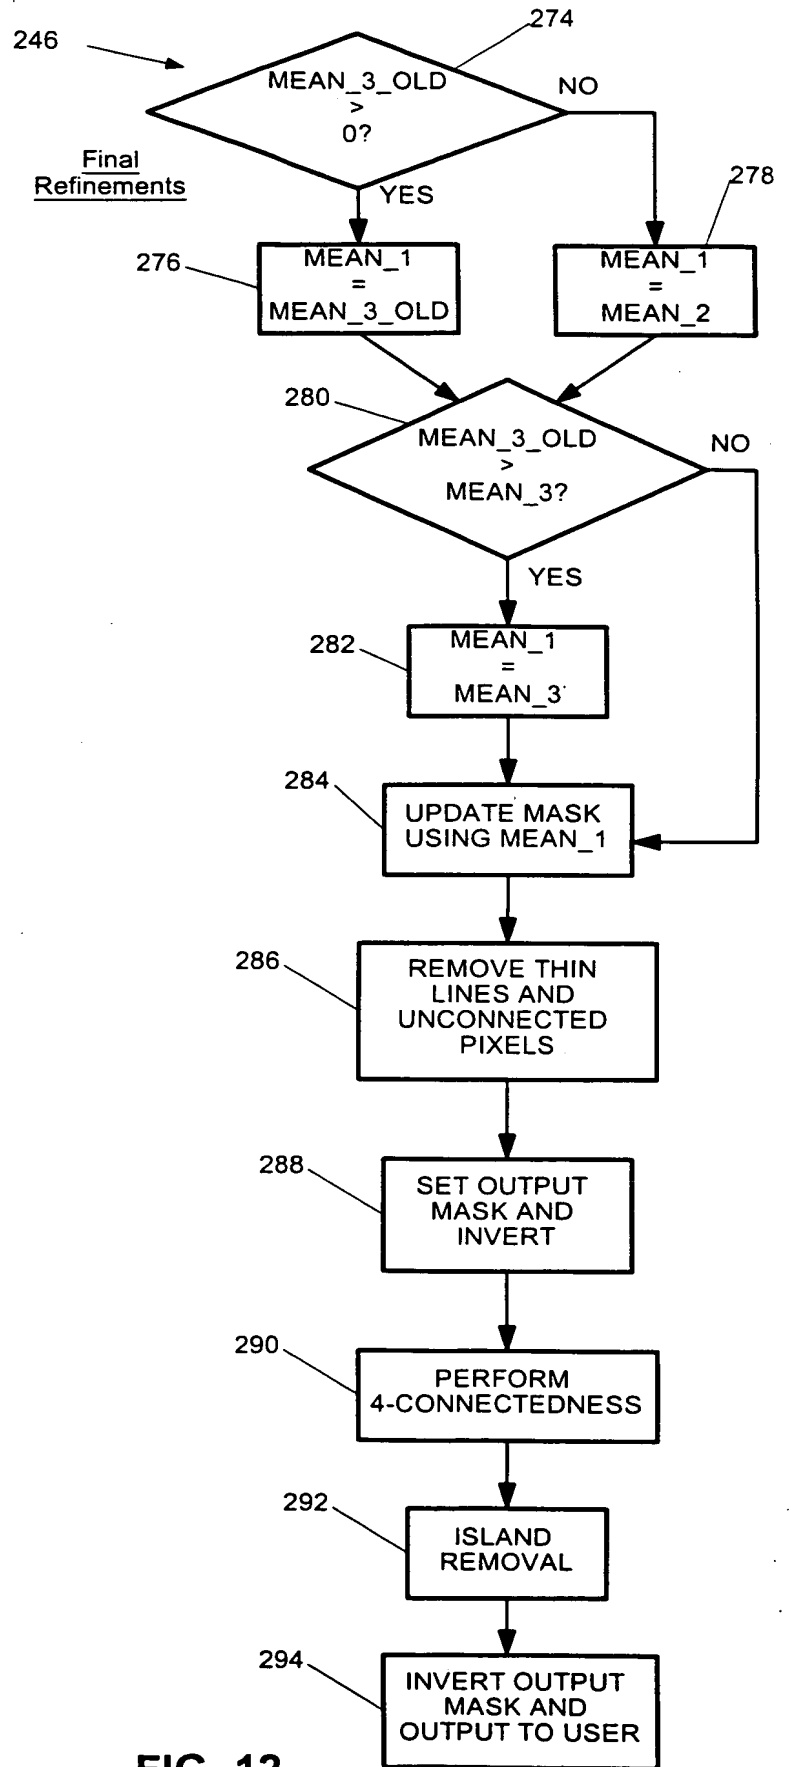 274
246
MEAN_3_OLD
>
0?
NO
Final
Refinements
YES
278
276
MEAN_1
=
MEAN_3_OLD
MEAN_1
=
MEAN_2
280
MEAN_3_OLD
>
MEAN_3?
NO
YES
282
MEAN_1
=
MEAN_3
284
UPDATE MASK
USING MEAN_1
286
REMOVE THIN
LINES AND
UNCONNECTED
PIXELS
288
SET OUTPUT
MASK AND
INVERT
290
PERFORM
4-CONNECTEDNESS
292
ISLAND
REMOVAL
294
INVERT OUTPUT
MASK AND
OUTPUT TO USER
FIG. 12